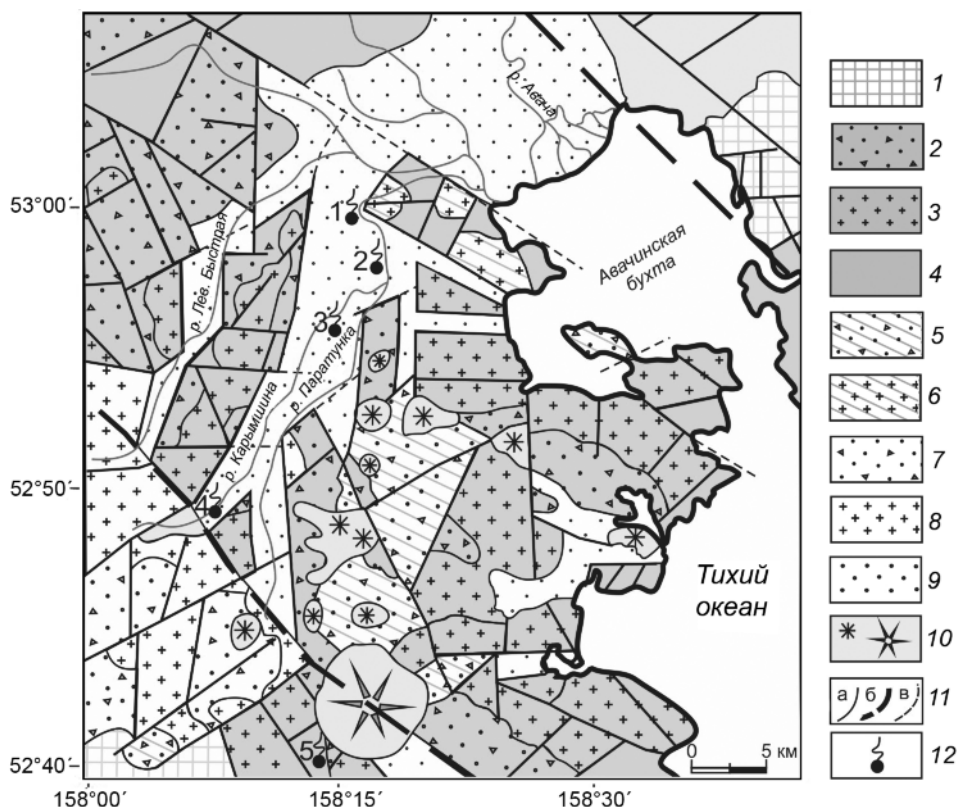 р. Авача
53°00'
1
2
р. Лев. Быстрая
Авачинская
бухта
3
р. Паратунка
р. Карымшина
52°50'
4
Тихий
океан
5
0 5 км
52°40'
158°00' 158°15' 158°30'
1
2
3
4
5
6
7
8
9
10
а б в 11
12